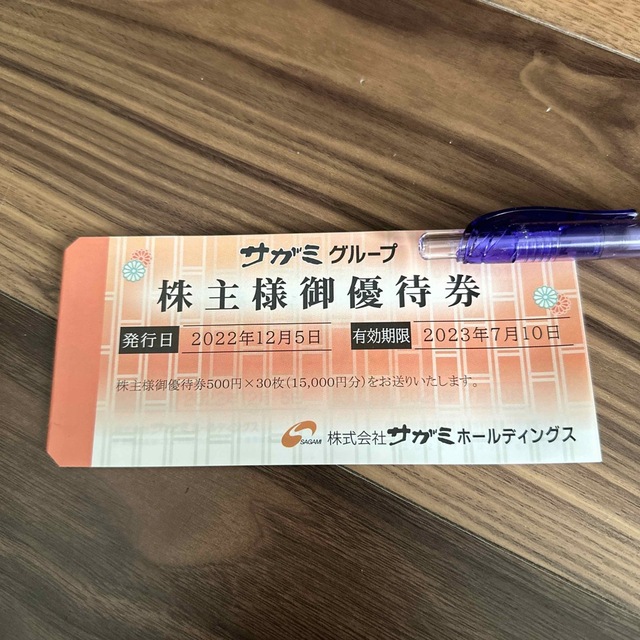 サガミグループ
株主様御優待券
発行日 2022年12月5日 有効期限 2023年7月10日
株主様御優待券500円×30枚(15,000円分)をお送りいたします。
SAGAMI 株式会社サガミホールディングス